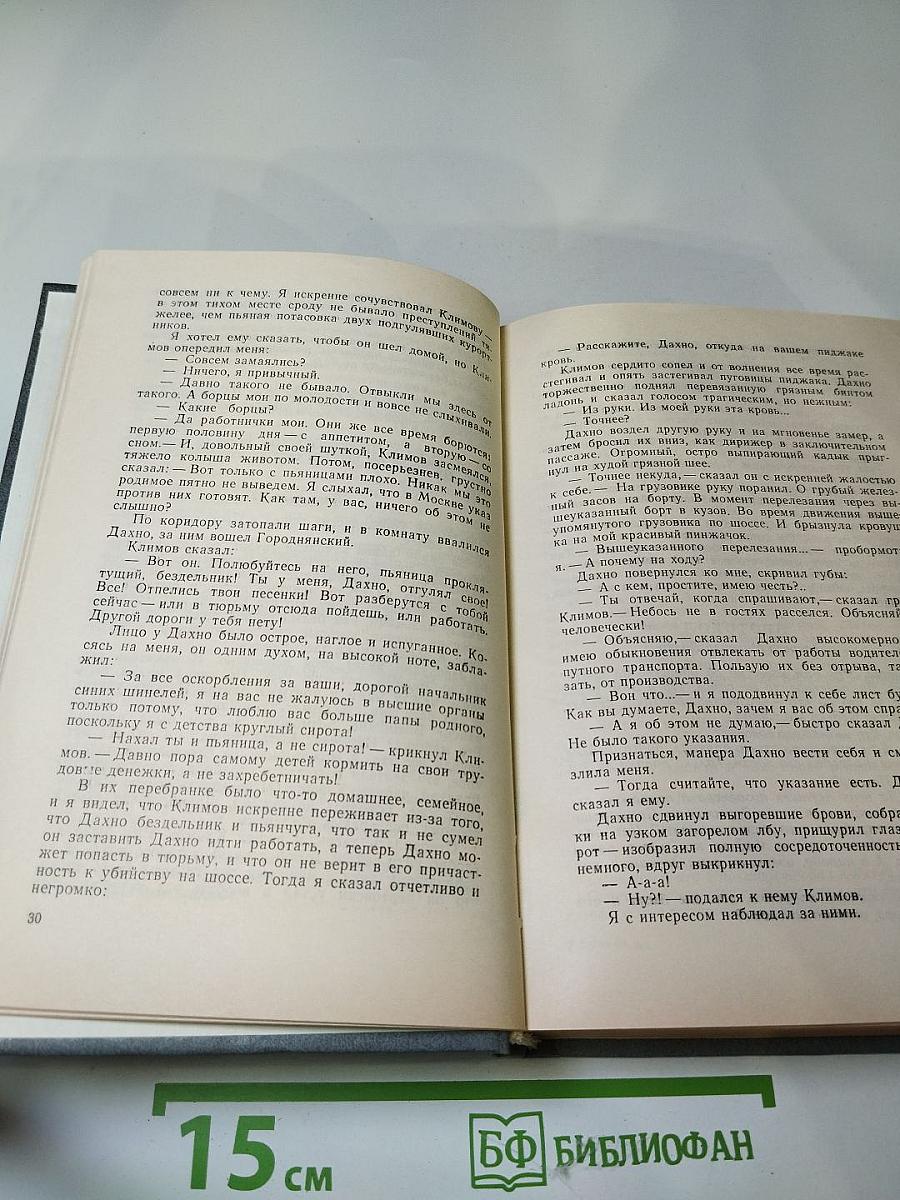 совсем ни к чему. Я искренне сочувствовал Климову —
в этом тихом месте сроду не бывало преступлений тя-
желее, чем пьяная потасовка двух подгулявших курорт-
ников.
Я хотел ему сказать, чтобы он шел домой, но Кли-
мов опередил меня:
— Совсем замаялись?
— Ничего, я привычный.
— Давно такого не бывало. Отвыкли мы здесь от
такого. А борцы мои по молодости и вовсе не слыхивали.
— Какие борцы?
— Да работнички мои. Они же все время борются:
первую половину дня — с аппетитом, а вторую — со
сном. — И, довольный своей шуткой, Климов засмеялся,
тяжело колыша животом. Потом, посерьезнев, грустно
сказал: — Вот только с пьяницами плохо. Никак мы это
родимое пятно не выведем. Я слыхал, что в Москве указ
против них готовят. Как там, у вас, ничего об этом не
слышно?
По коридору затопали шаги, и в комнату ввалился
Дахно, за ним вошел Городнянский.
Климов сказал:
— Вот он. Полюбуйтесь на него, пьяница прокля-
тущий, бездельник! Ты у меня, Дахно, отгулял свое!
Все! Отпелись твои песенки! Вот разберутся с тобой
сейчас — или в тюрьму отсюда пойдешь, или работать.
Другой дороги у тебя нету!
Лицо у Дахно было острое, наглое и испуганное. Ко-
сясь на меня, он одним духом, на высокой ноте, забла-
жил:
— За все оскорбления за ваши, дорогой начальник
синих шинелей, я на вас не жалуюсь в высшие органы
только потому, что люблю вас больше папы родного,
поскольку я с детства круглый сирота!
— Нахал ты и пьяница, а не сирота! — крикнул Кли-
мов. — Давно пора самому детей кормить на свои тру-
довые денежки, а не захребетничать!
В их перебранке было что-то домашнее, семейное,
и я видел, что Климов искренне переживает из-за того,
что Дахно бездельник и пьянчуга, что так и не сумел
он заставить Дахно идти работать, а теперь Дахно мо-
жет попасть в тюрьму, и что он не верит в его причаст-
ность к убийству на шоссе. Тогда я сказал отчетливо и
негромко:
30
— Расскажите, Дахно, откуда на вашем пиджаке
кровь.
Климов сердито сопел и от волнения все время рас-
стегивал и опять застегивал пуговицы пиджака. Дахно
торжественно поднял перевязанную грязным бинтом
ладонь и сказал голосом трагическим, но нежным:
— Из руки. Из моей руки эта кровь...
— Точнее?
Дахно воздел другую руку и на мгновенье замер, а
затем бросил их вниз, как дирижер в заключительном
пассаже. Огромный, остро выпирающий кадык прыг-
нул на худой грязной шее.
— Точнее некуда, — сказал он с искренней жалостью
к себе. — На грузовике руку поранил. О грубый желез-
ный засов на борту. В момент перелезания через вы-
шеуказанный борт в кузов. Во время движения выше-
упомянутого грузовика по шоссе. И брызнула кровуш-
ка на мой красивый пинжачок.
— Вышеуказанного перелезания... — пробормот
я. — А почему на ходу?
Дахно повернулся ко мне, скривил губы:
— А с кем, простите, имею честь?..
— Ты отвечай, когда спрашивают, — сказал гр
Климов. — Небось не в гостях расселся. Объясняй
человечески!
— Объясняю, — сказал Дахно высокомерно
имею обыкновения отвлекать от работы водител
путного транспорта. Пользую их без отрыва, та
зать, от производства.
— Вон что... — и я пододвинул к себе лист бу
Как вы думаете, Дахно, зачем я вас об этом спра
— А я об этом не думаю, — быстро сказал Д
Не было такого указания.
Признаться, манера Дахно вести себя и см
злила меня.
— Тогда считайте, что указание есть. Д
сказал я ему.
Дахно сдвинул выгоревшие брови, собра
ки на узком загорелом лбу, прищурил глаз
рот — изобразил полную сосредоточенность
немного, вдруг выкрикнул:
— А-а-а!
— Ну?! — подался к нему Климов.
Я с интересом наблюдал за ними.
15 см
БФ БИБЛИОФАН